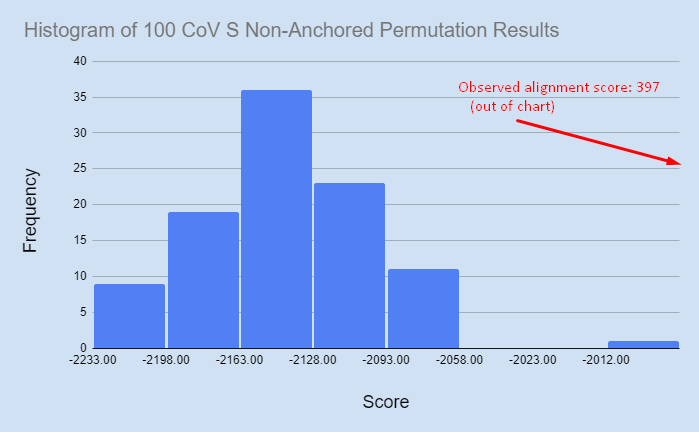 Histogram of 100 CoV S Non-Anchored Permutation Results
40
Observed alignment score: 397
(out of chart)
35
30
25
20
15
10
5
0
Frequency
-2233.00 -2198.00 -2163.00 -2128.00 -2093.00 -2058.00 -2023.00 -2012.00
Score